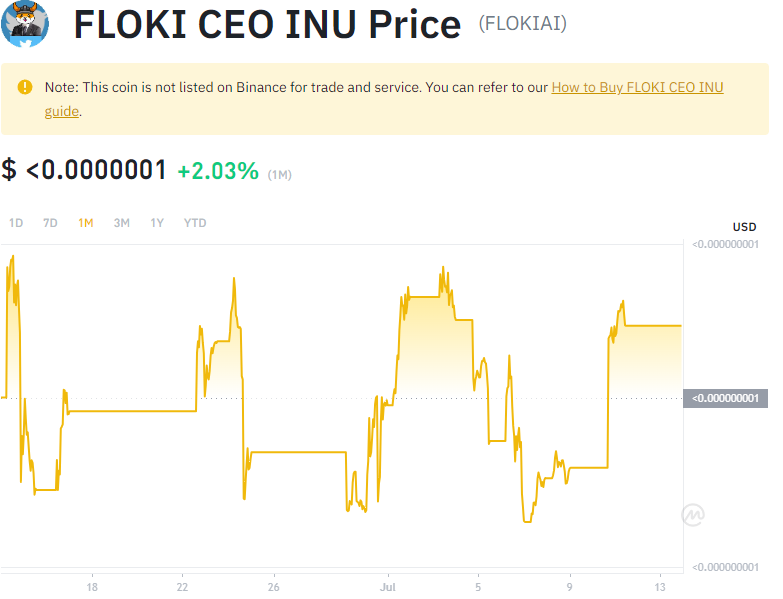 FLOKI CEO INU Price (FLOKIAI)
Note: This coin is not listed on Binance for trade and service. You can refer to our How to Buy FLOKI CEO INU
guide.
$ <0.0000001 +2.03% (1M)
1D 7D 1M 3M 1Y YTD
USD
<0.000000001
<0.000000001
<0.000000001
18 22 26 Jul 5 9 13